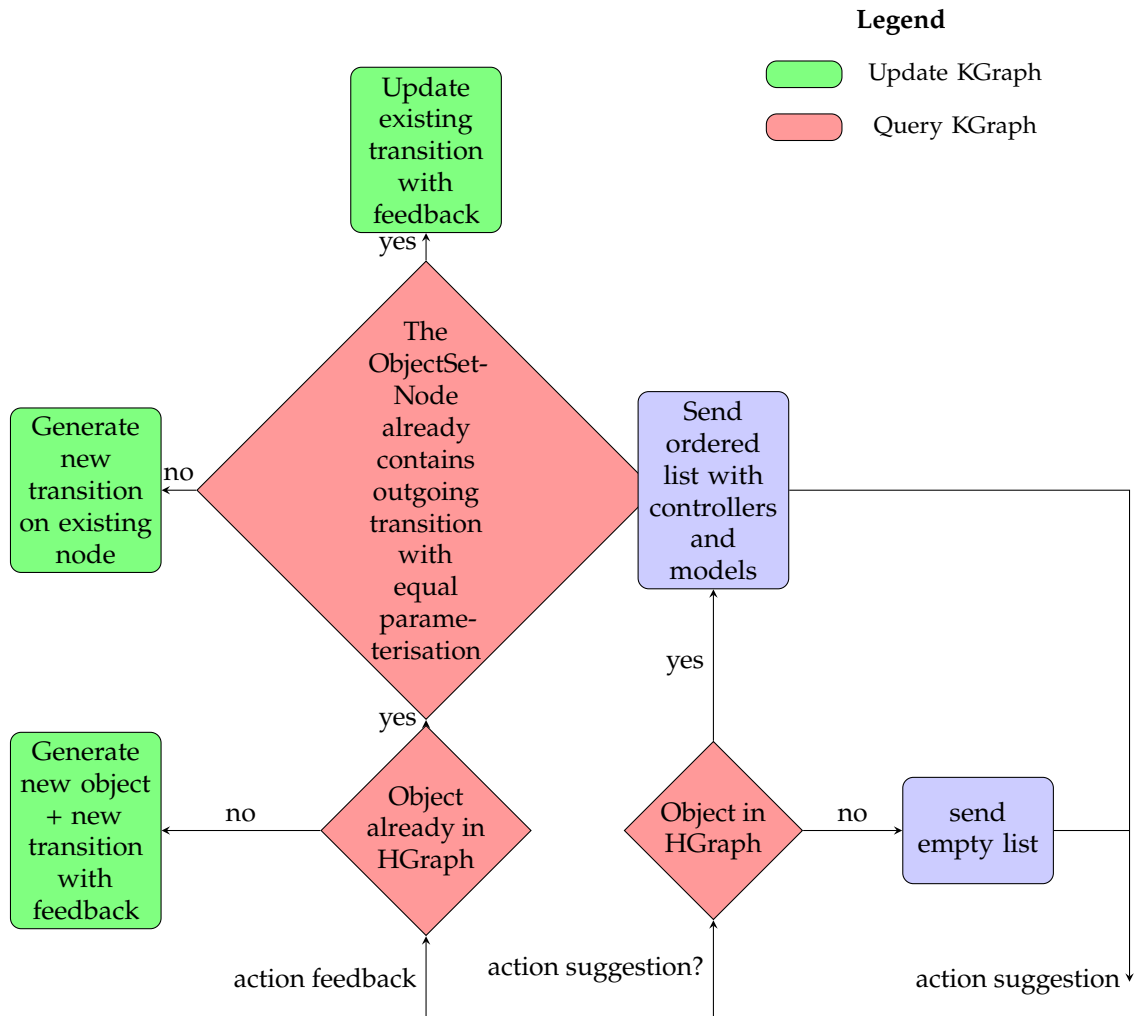 Legend
Update KGraph
Query KGraph
Update
existing
transition
with
feedback
yes
The
ObjectSet-
Node
already
contains
outgoing
transition
with
equal
parame-
terisation
no
Generate
new
transition
on existing
node
Send
ordered
list with
controllers
and
models
yes
yes
Generate
new object
+ new
transition
with
feedback
no
Object
already in
HGraph
Object in
HGraph
no
send
empty list
action feedback
action suggestion?
action suggestion